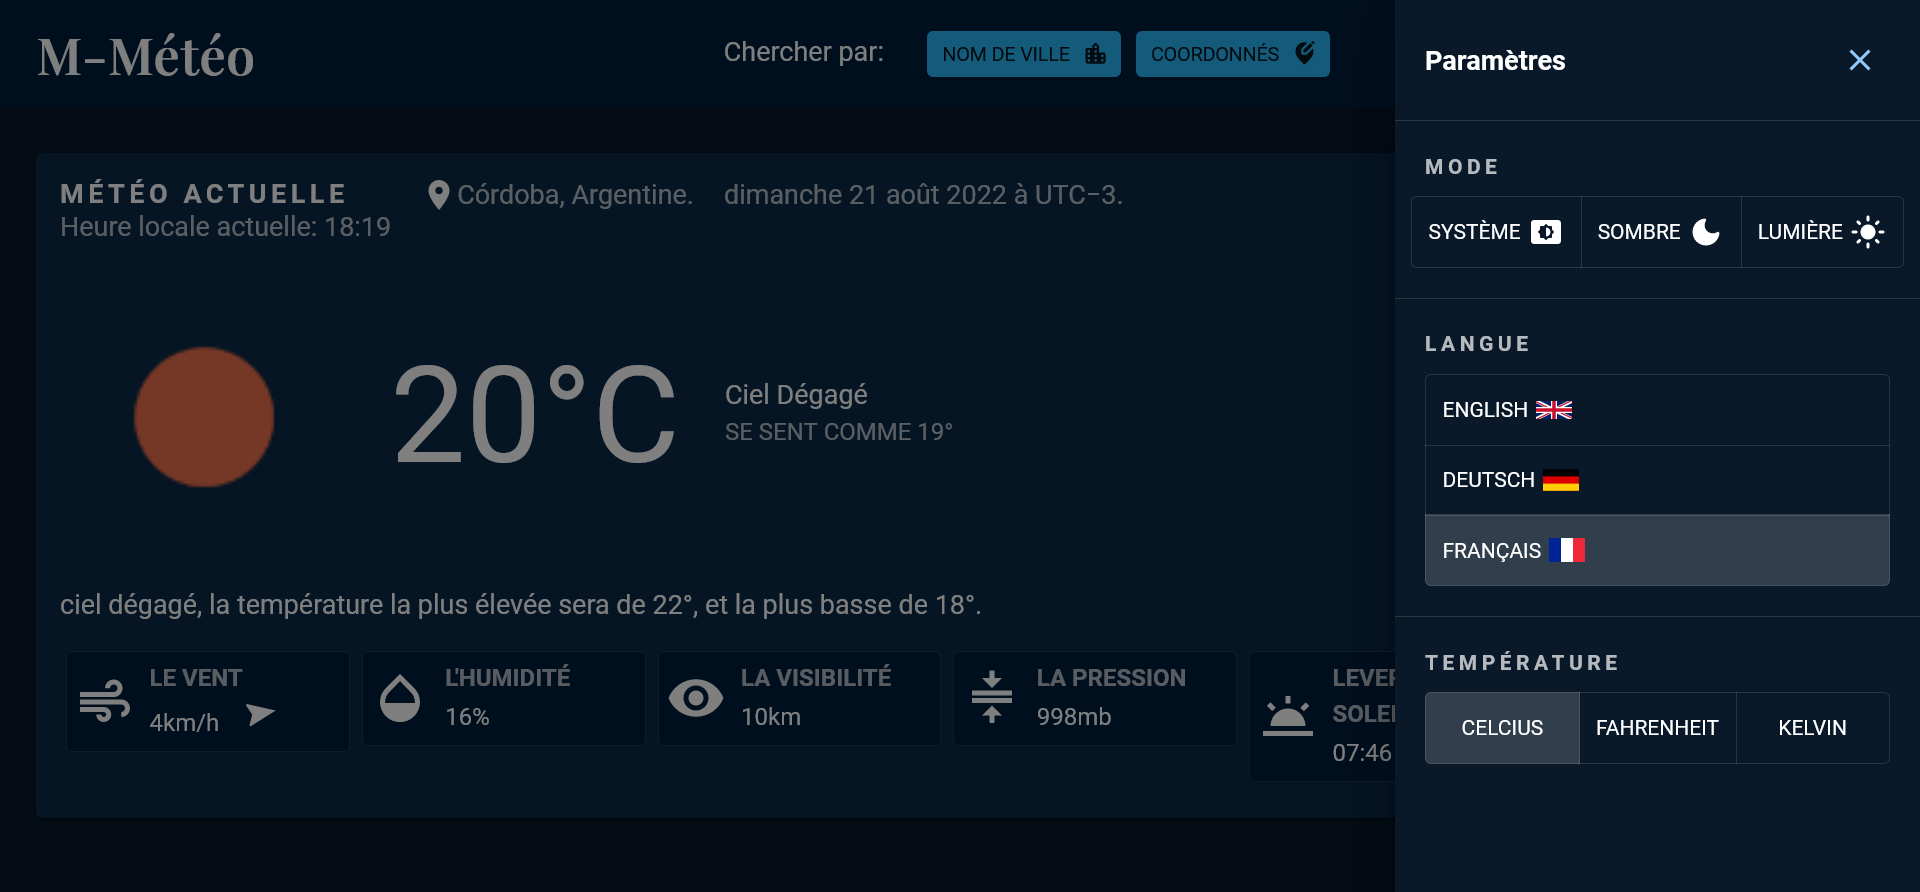 M-Météo
Chercher par:
NOM DE VILLE
COORDONNÉS
MÉTÉO ACTUELLE
Heure locale actuelle: 18:19
Córdoba, Argentine.
dimanche 21 août 2022 à UTC−3.
20°C
Ciel Dégagé
SE SENT COMME 19°
ciel dégagé, la température la plus élevée sera de 22°, et la plus basse de 18°.
LE VENT
4km/h
L'HUMIDITÉ
16%
LA VISIBILITÉ
10km
LA PRESSION
998mb
LEVER
SOLEI
07:46
Paramètres
MODE
SYSTÈME
SOMBRE
LUMIÈRE
LANGUE
ENGLISH
DEUTSCH
FRANÇAIS
TEMPÉRATURE
CELCIUS
FAHRENHEIT
KELVIN